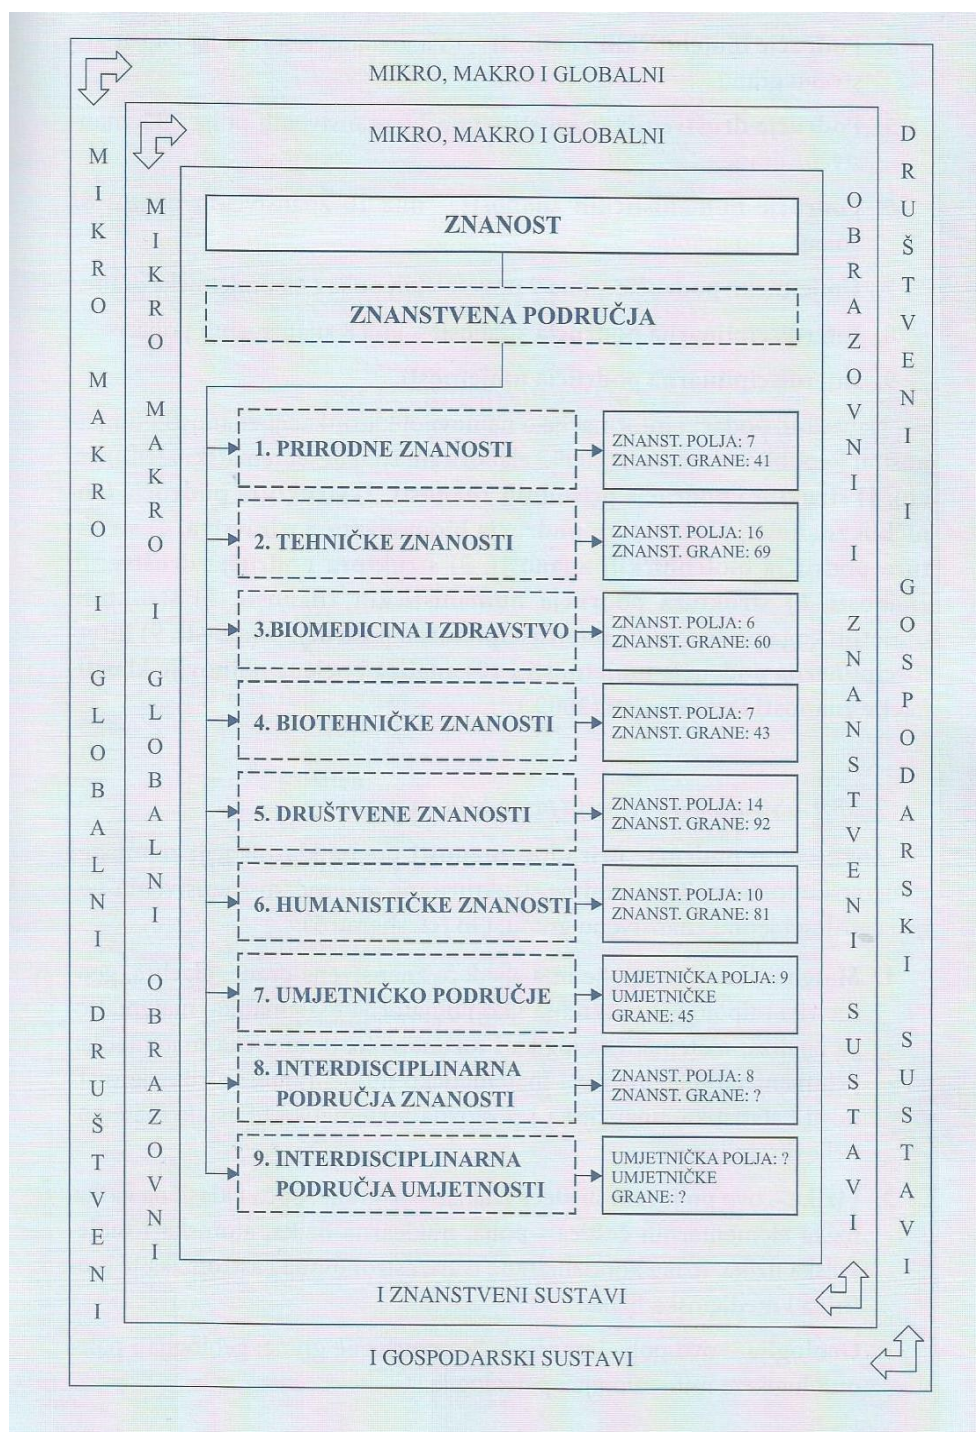 MIKRO, MAKRO I GLOBALNI
MIKRO, MAKRO I GLOBALNI
MIKRO MAKRO I GLOBALNI DRUŠTVENI
MIKRO MAKRO I GLOBALNI OBRAZOVNI
ZNANOST
ZNANSTVENA PODRUČJA
1. PRIRODNE ZNANOSTI
ZNANST. POLJA: 7
ZNANST. GRANE: 41
2. TEHNIČKE ZNANOSTI
ZNANST. POLJA: 16
ZNANST. GRANE: 69
3.BIOMEDICINA I ZDRAVSTVO
ZNANST. POLJA: 6
ZNANST. GRANE: 60
4. BIOTEHNIČKE ZNANOSTI
ZNANST. POLJA: 7
ZNANST. GRANE: 43
5. DRUŠTVENE ZNANOSTI
ZNANST. POLJA: 14
ZNANST. GRANE: 92
6. HUMANISTIČKE ZNANOSTI
ZNANST. POLJA: 10
ZNANST. GRANE: 81
7. UMJETNIČKO PODRUČJE
UMJETNIČKA POLJA: 9
UMJETNIČKE
GRANE: 45
8. INTERDISCIPLINARNA
PODRUČJA ZNANOSTI
ZNANST. POLJA: 8
ZNANST. GRANE: ?
9. INTERDISCIPLINARNA
PODRUČJA UMJETNOSTI
UMJETNIČKA POLJA: ?
UMJETNIČKE
GRANE: ?
OBRAZOVNI I ZNANSTVENI SUSTAVI
DRUŠTVENI I GOSPODARSKI SUSTAVI
I ZNANSTVENI SUSTAVI
I GOSPODARSKI SUSTAVI